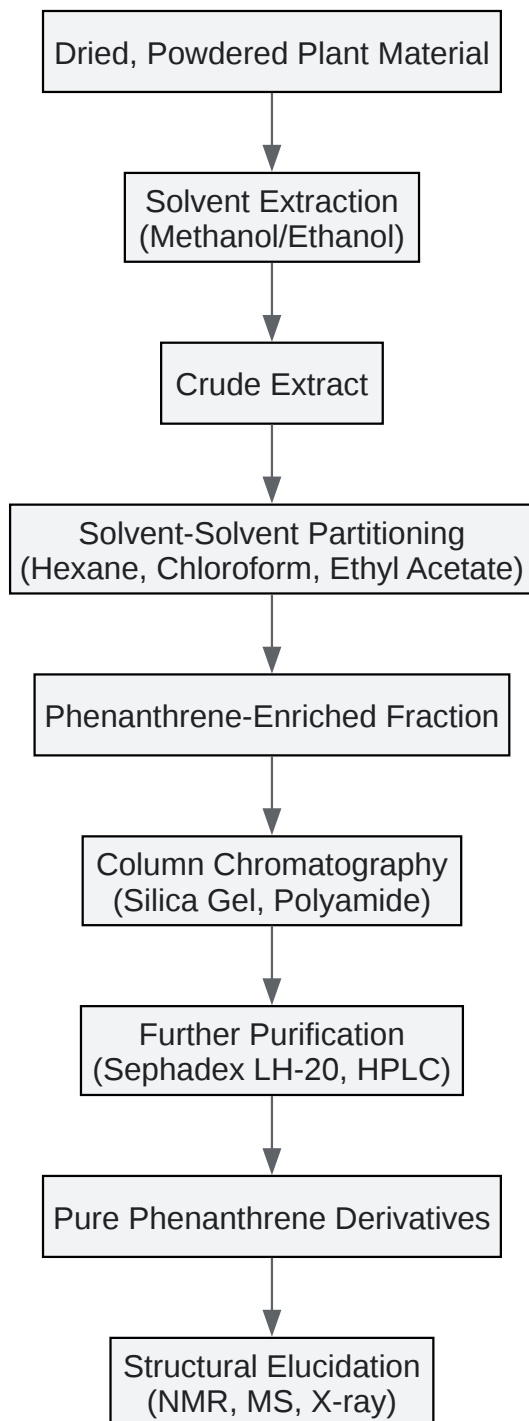 Dried, Powdered Plant Material
Solvent Extraction
(Methanol/Ethanol)
Crude Extract
Solvent-Solvent Partitioning
(Hexane, Chloroform, Ethyl Acetate)
Phenanthrene-Enriched Fraction
Column Chromatography
(Silica Gel, Polyamide)
Further Purification
(Sephadex LH-20, HPLC)
Pure Phenanthrene Derivatives
Structural Elucidation
(NMR, MS, X-ray)